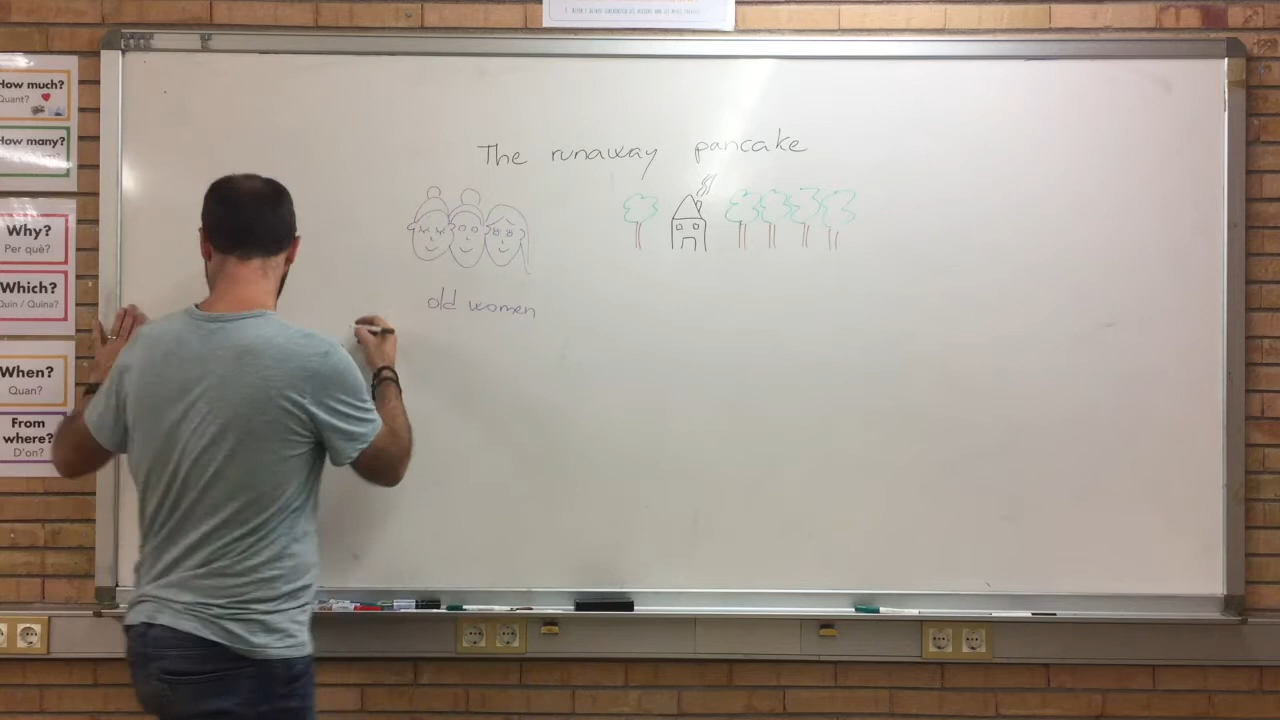 How much?
Quant?
How many?
Why?
Per què?
Which?
Quin / Quina?
When?
Quan?
From
where?
D'on?
The runaway pancake
old women